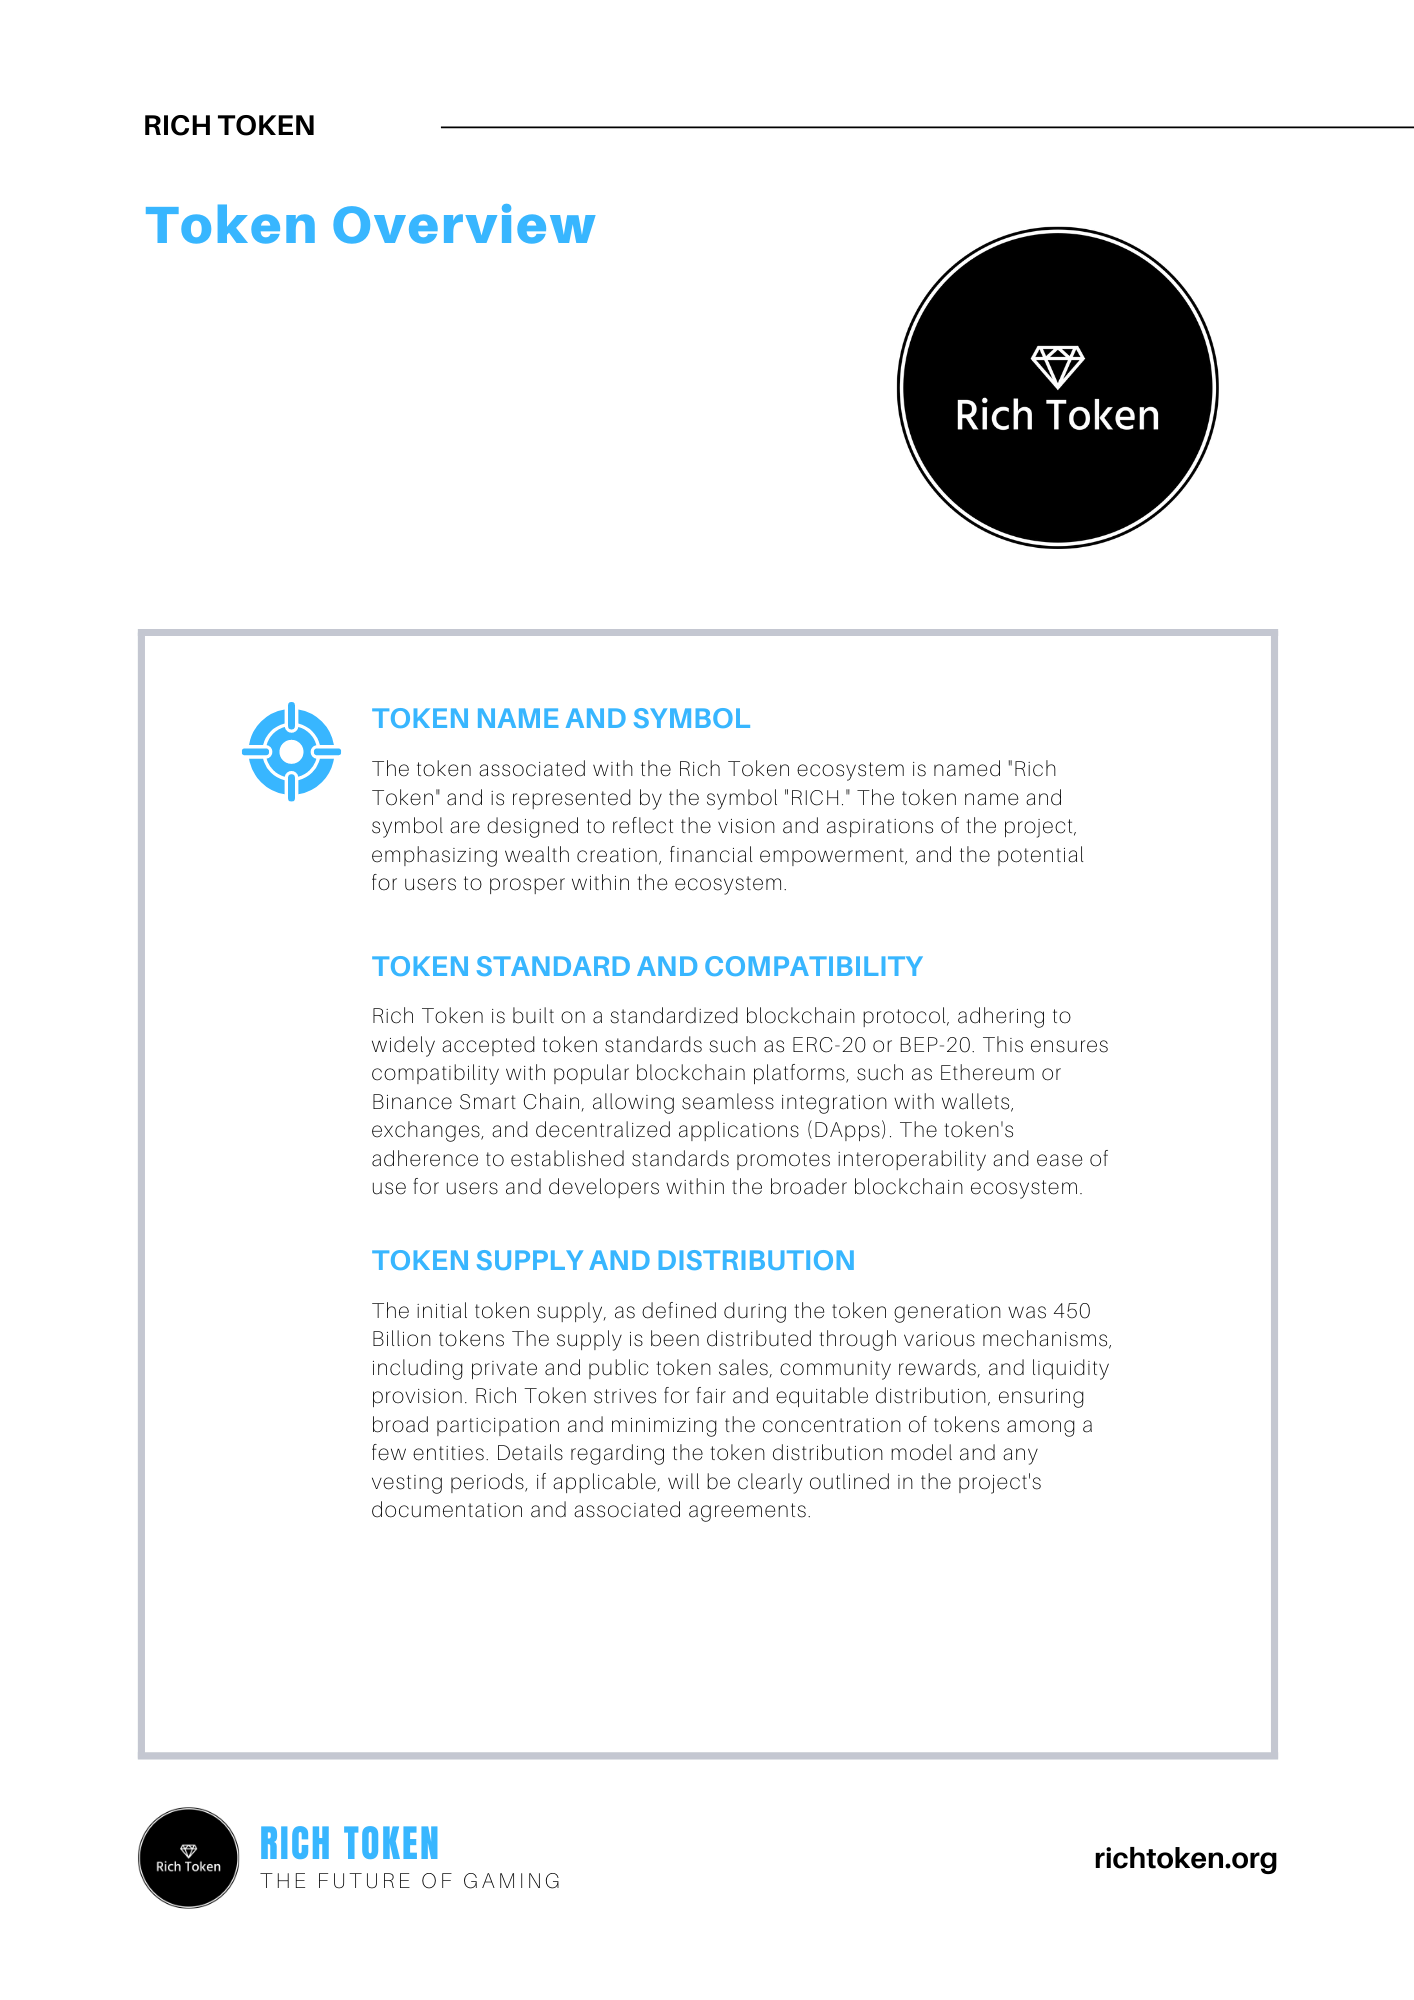 RICH TOKEN
Token Overview
Rich Token
TOKEN NAME AND SYMBOL
The token associated with the Rich Token ecosystem is named "Rich
Token" and is represented by the symbol "RICH." The token name and
symbol are designed to reflect the vision and aspirations of the project,
emphasizing wealth creation, financial empowerment, and the potential
for users to prosper within the ecosystem.
TOKEN STANDARD AND COMPATIBILITY
Rich Token is built on a standardized blockchain protocol, adhering to
widely accepted token standards such as ERC-20 or BEP-20. This ensures
compatibility with popular blockchain platforms, such as Ethereum or
Binance Smart Chain, allowing seamless integration with wallets,
exchanges, and decentralized applications (DApps). The token's
adherence to established standards promotes interoperability and ease of
use for users and developers within the broader blockchain ecosystem.
TOKEN SUPPLY AND DISTRIBUTION
The initial token supply, as defined during the token generation was 450
Billion tokens The supply is been distributed through various mechanisms,
including private and public token sales, community rewards, and liquidity
provision. Rich Token strives for fair and equitable distribution, ensuring
broad participation and minimizing the concentration of tokens among a
few entities. Details regarding the token distribution model and any
vesting periods, if applicable, will be clearly outlined in the project's
documentation and associated agreements.
Rich Token
RICH TOKEN
THE FUTURE OF GAMING
richtoken.org